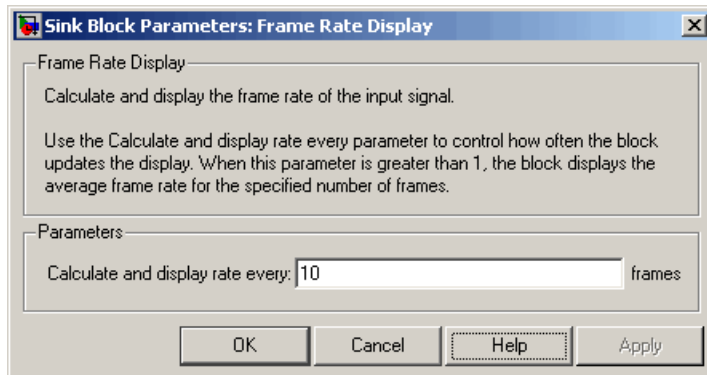 Sink Block Parameters: Frame Rate Display
Frame Rate Display
Calculate and display the frame rate of the input signal.
Use the Calculate and display rate every parameter to control how often the block
updates the display. When this parameter is greater than 1, the block displays the
average frame rate for the specified number of frames.
Parameters
Calculate and display rate every: 10 frames
OK Cancel Help Apply